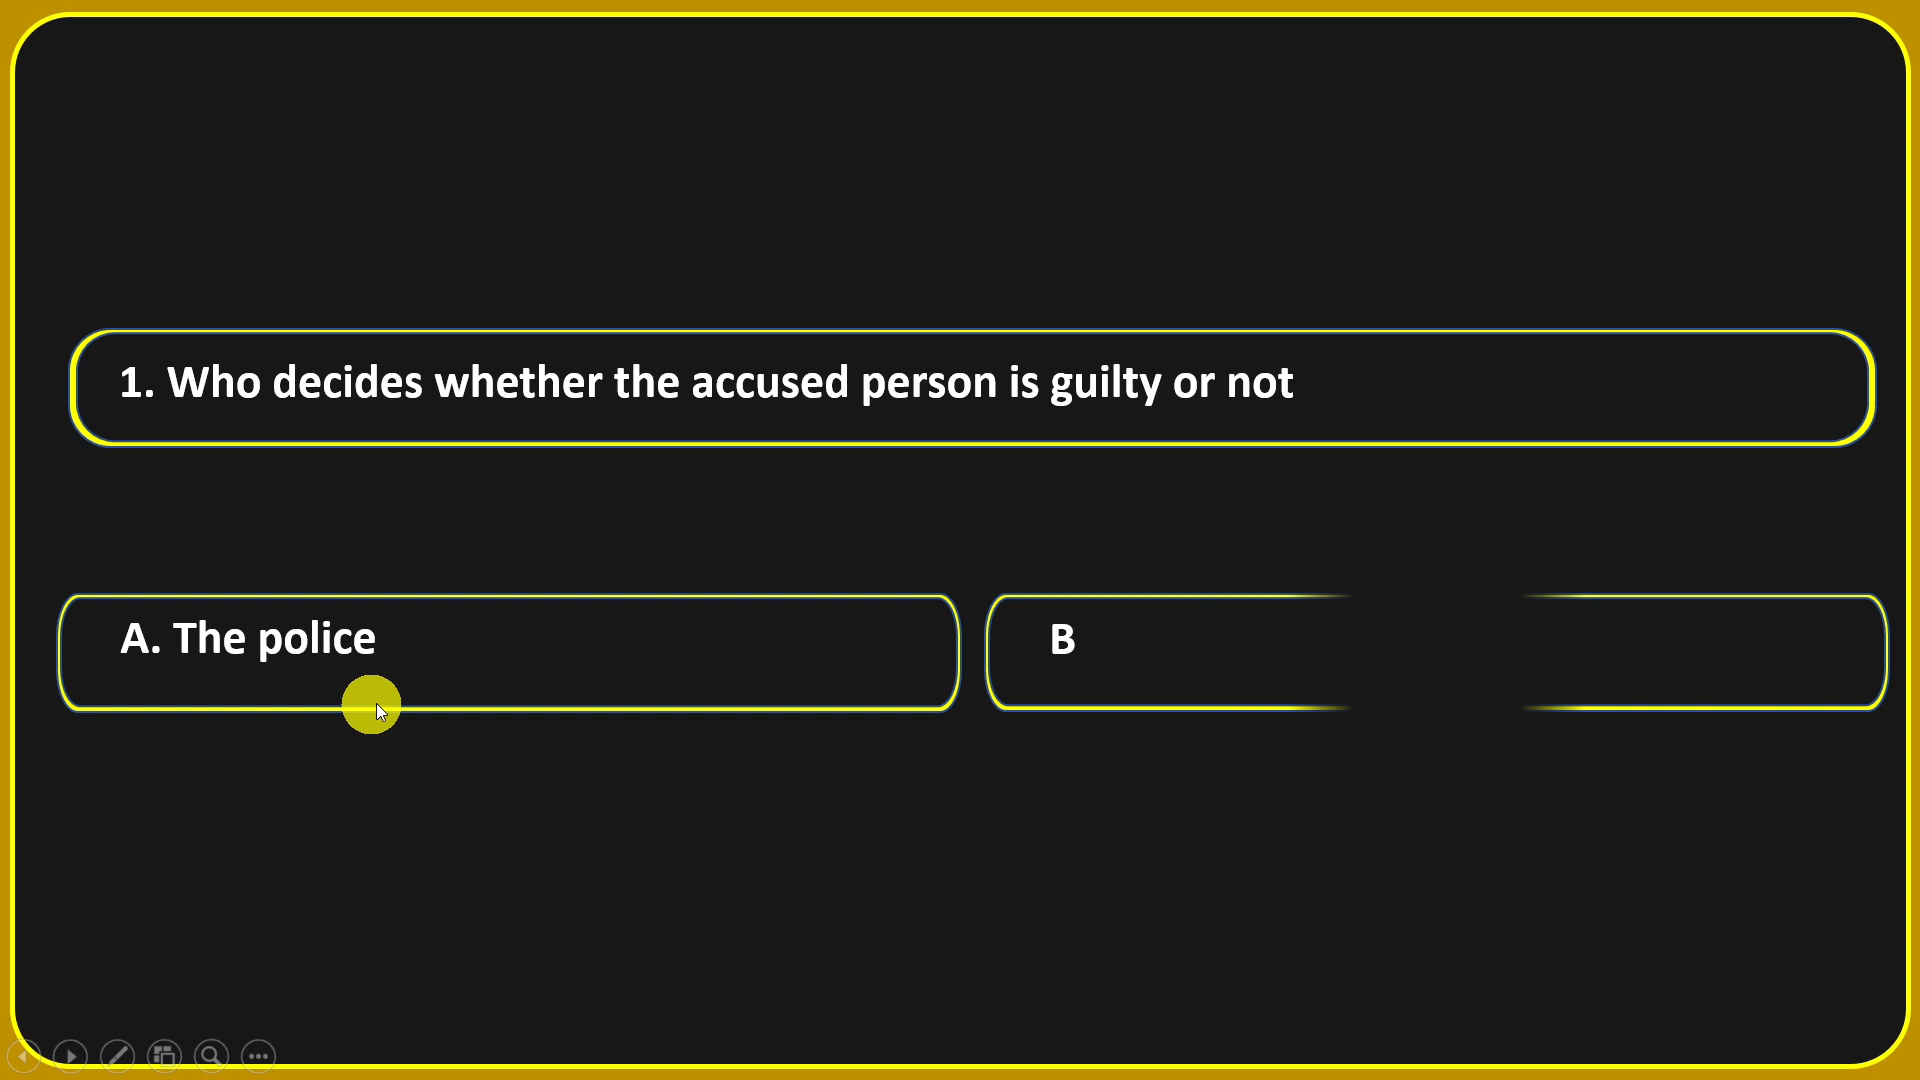 1. Who decides whether the accused person is guilty or not
A. The police
B